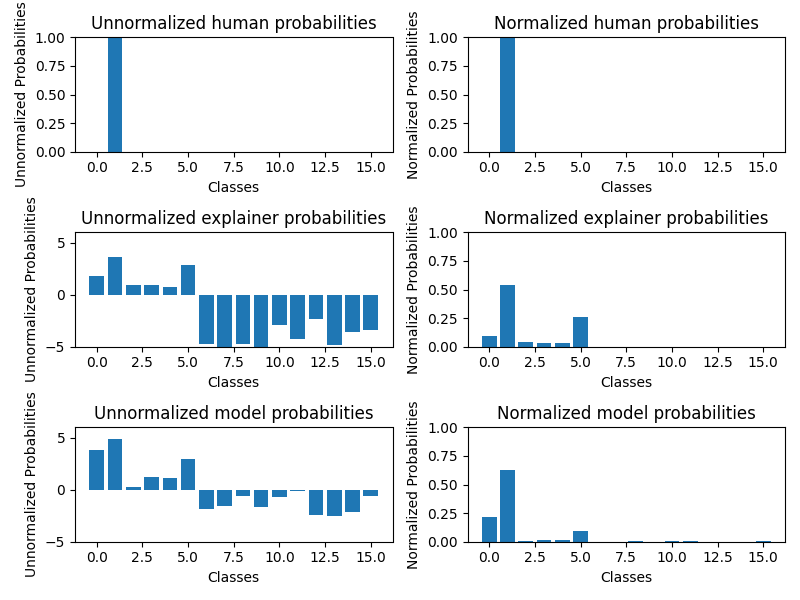 Unnormalized human probabilities
Normalized human probabilities
Unnormalized Probabilities
1.00
0.75
0.50
0.25
0.00
0.0 2.5 5.0 7.5 10.0 12.5 15.0
Classes
Normalized Probabilities
1.00
0.75
0.50
0.25
0.00
0.0 2.5 5.0 7.5 10.0 12.5 15.0
Classes
Unnormalized explainer probabilities
Normalized explainer probabilities
Unnormalized Probabilities
5
0
−5
0.0 2.5 5.0 7.5 10.0 12.5 15.0
Classes
Normalized Probabilities
1.00
0.75
0.50
0.25
0.00
0.0 2.5 5.0 7.5 10.0 12.5 15.0
Classes
Unnormalized model probabilities
Normalized model probabilities
Unnormalized Probabilities
5
0
−5
0.0 2.5 5.0 7.5 10.0 12.5 15.0
Classes
Normalized Probabilities
1.00
0.75
0.50
0.25
0.00
0.0 2.5 5.0 7.5 10.0 12.5 15.0
Classes